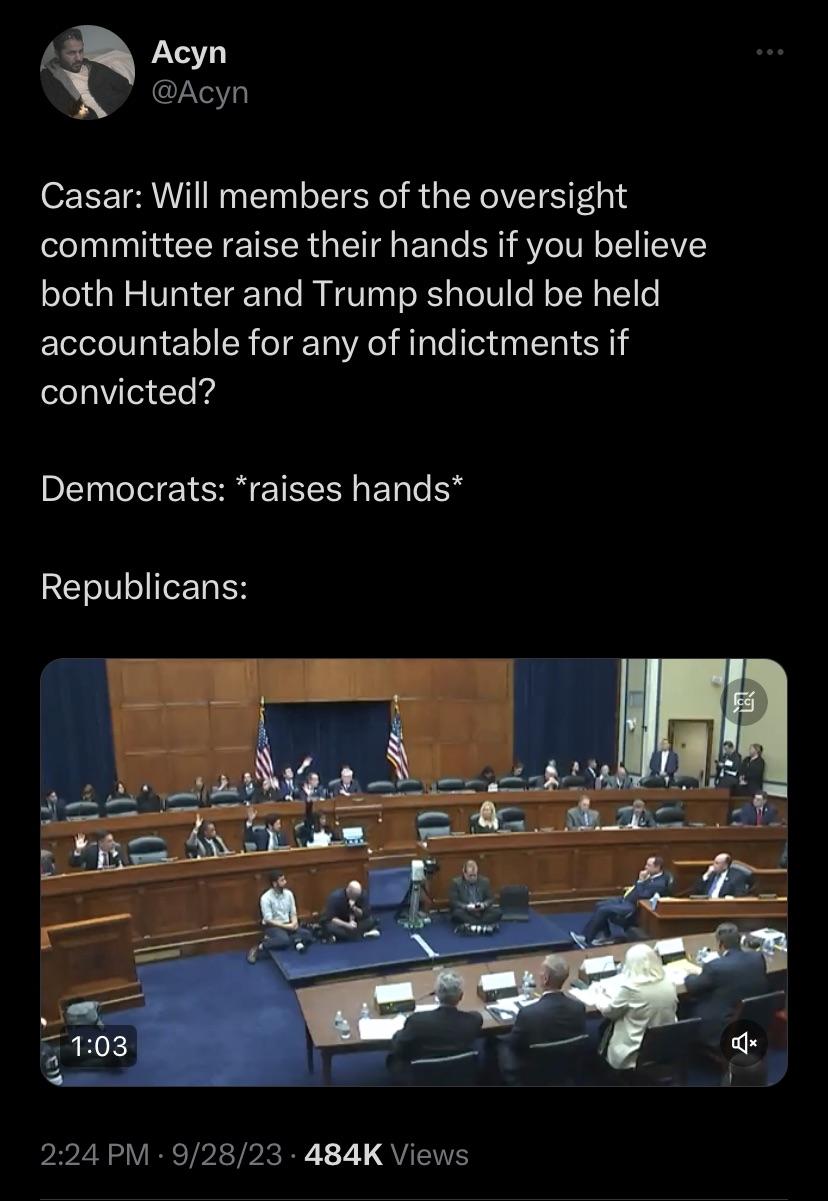 Acyn
@Acyn
Casar: Will members of the oversight
committee raise their hands if you believe
both Hunter and Trump should be held
accountable for any of indictments if
convicted?
Democrats: *raises hands*
Republicans:
CC
1:03
2:24 PM · 9/28/23 · 484K Views